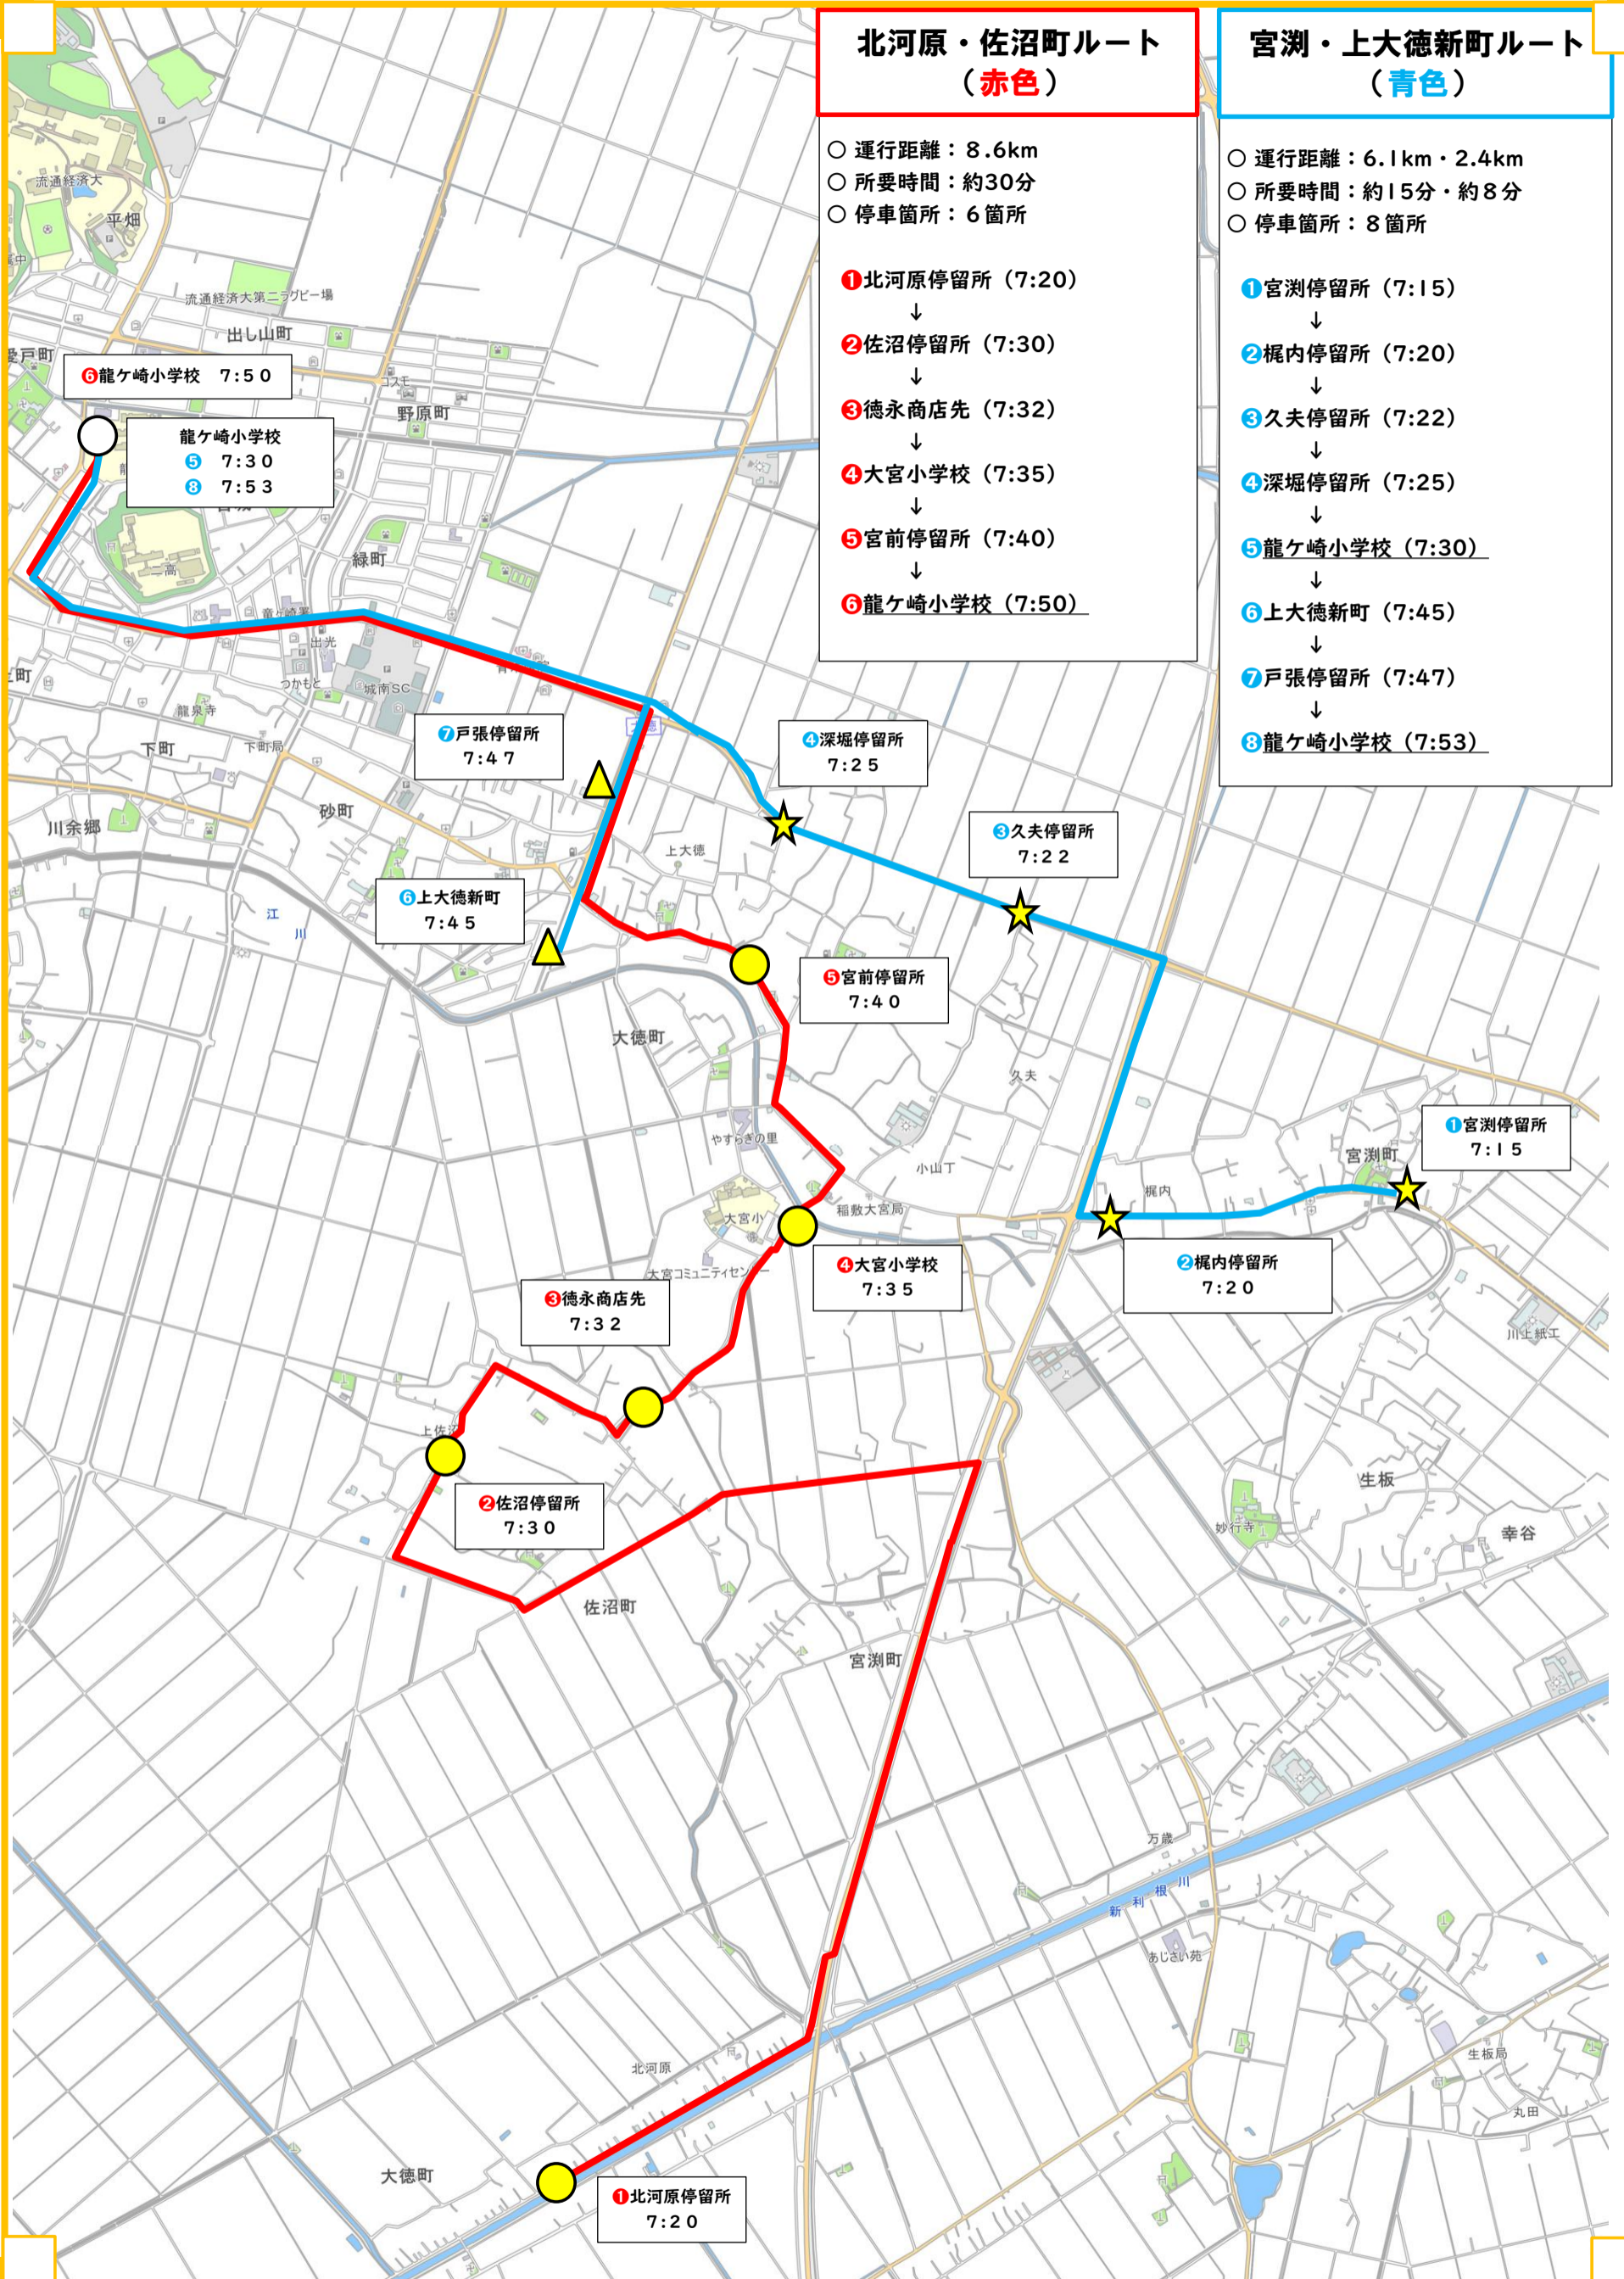 北河原・佐沼町ルート
（赤色）
○ 運行距離：8.6km
○ 所要時間：約30分
○ 停車箇所：６箇所
❶北河原停留所（7:20）
↓
❷佐沼停留所（7:30）
↓
❸徳永商店先（7:32）
↓
❹大宮小学校（7:35）
↓
❺宮前停留所（7:40）
↓
❻龍ケ崎小学校（7:50）
宮渕・上大徳新町ルート
（青色）
○ 運行距離：6.1km・2.4km
○ 所要時間：約15分・約８分
○ 停車箇所：８箇所
❶宮渕停留所（7:15）
↓
❷梶内停留所（7:20）
↓
❸久夫停留所（7:22）
↓
❹深堀停留所（7:25）
↓
❺龍ケ崎小学校（7:30）
↓
❻上大徳新町（7:45）
↓
❼戸張停留所（7:47）
↓
❽龍ケ崎小学校（7:53）
流通経済大
平畑
流通経済大第二ラグビー場
出し山町
愛戸町
❻龍ケ崎小学校　7:50
コスモ
野原町
龍ケ崎小学校
❺　7:30
❽　7:53
緑町
二高
竜ケ崎署
出光
つかもと
城南SC
龍泉寺
下町
下町局
❼戸張停留所
7:47
❹深堀停留所
7:25
砂町
川余郷
上大徳
❸久夫停留所
7:22
❻上大徳新町
7:45
江
川
❺宮前停留所
7:40
大徳町
久夫
やすらぎの里
❶宮渕停留所
7:15
宮渕町
小山丁
梶内
稲敷大宮局
大宮小
大宮コミュニティセンター
❹大宮小学校
7:35
❷梶内停留所
7:20
❸徳永商店先
7:32
川上紙工
上佐沼
❷佐沼停留所
7:30
生板
妙行寺
幸谷
佐沼町
宮渕町
万歳
新利根川
あじさい苑
北河原
生板局
丸田
大徳町
❶北河原停留所
7:20